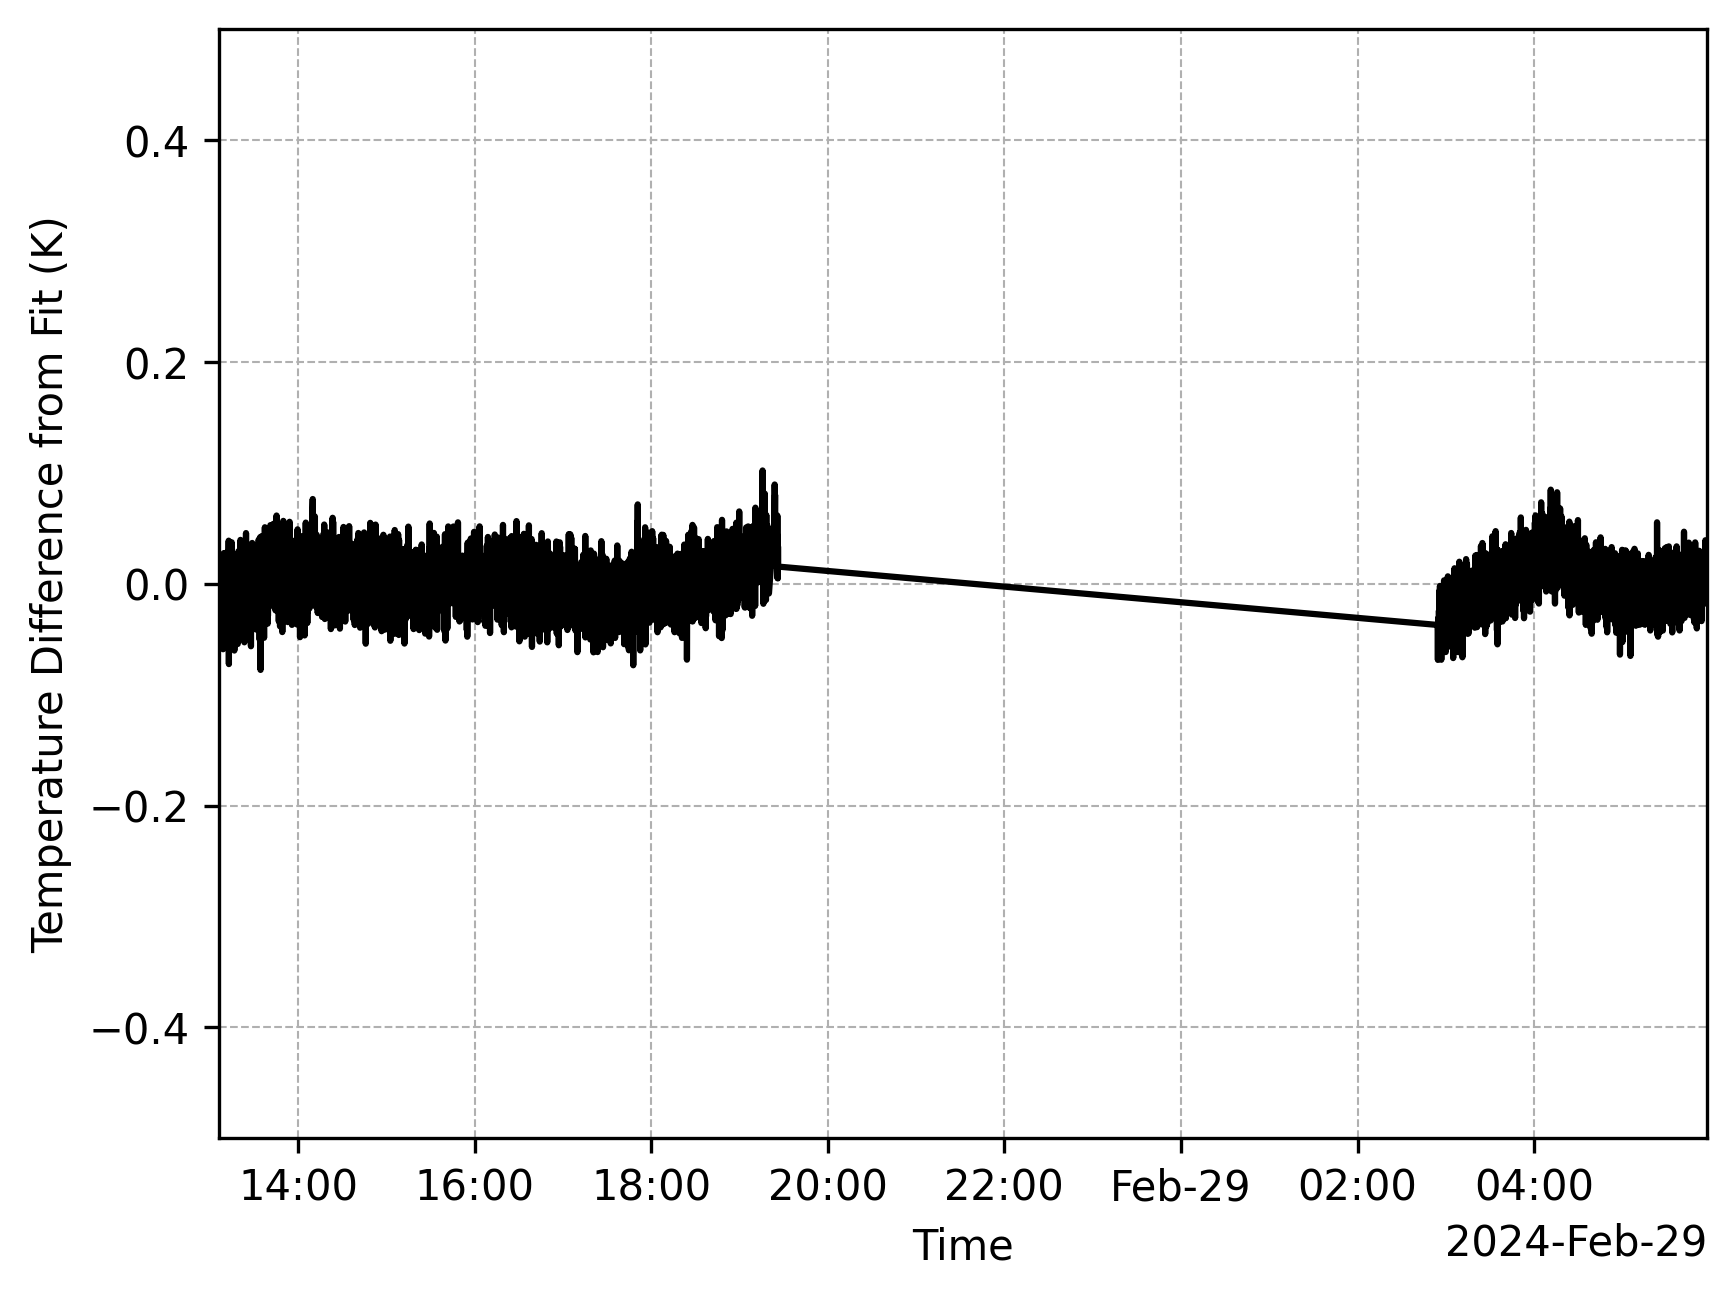 Temperature Difference from Fit (K)
0.4
0.2
0.0
−0.2
−0.4
14:00 16:00 18:00 20:00 22:00 Feb-29 02:00 04:00
Time
2024-Feb-29